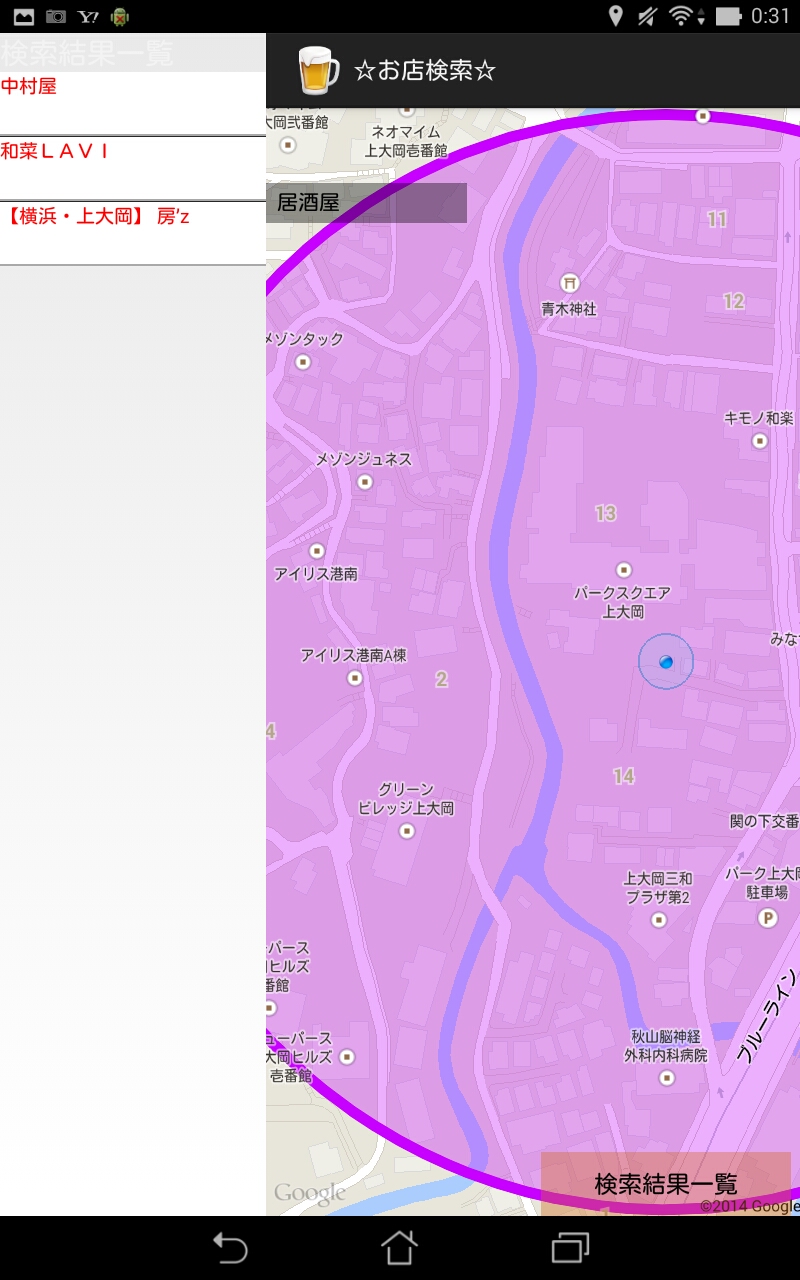 Y!
0:31
検索結果一覧
中村屋
和菜ＬＡＶＩ
【横浜・上大岡】 房'z
☆お店検索☆
大岡弐番館
ネオマイム
上大岡壱番館
居酒屋
11
12
青木神社
メゾンタック
キモノ和楽
メゾンジュネス
13
アイリス港南
パークスクエア
上大岡
みな
アイリス港南A棟
2
4
14
グリーン
ビレッジ上大岡
関の下交番
上大岡三和
プラザ第2
パーク上大岡
駐車場
P
ーバース
ヒルズ
番館
ブルーライン
ューバース
大岡ヒルズ
壱番館
秋山脳神経
外科内科病院
検索結果一覧
Google
©2014 Google